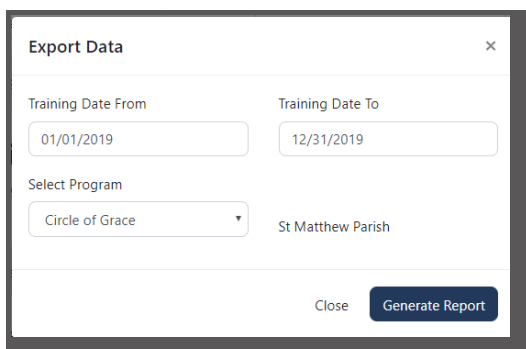 Export Data ×
Training Date From
Training Date To
01/01/2019
12/31/2019
Select Program
Circle of Grace
St Matthew Parish
Close
Generate Report